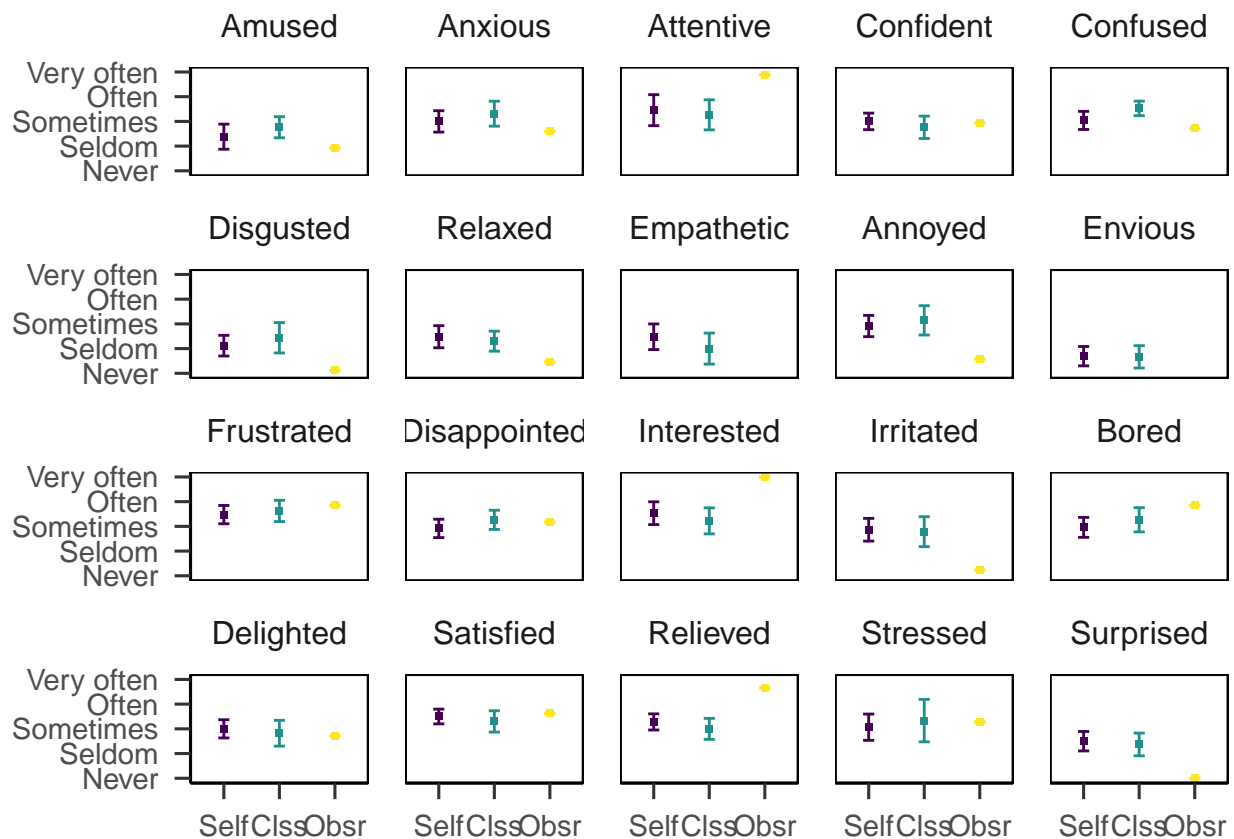 Amused Anxious Attentive Confident Confused
Very often
Often
Sometimes
Seldom
Never
Disgusted Relaxed Empathetic Annoyed Envious
Very often
Often
Sometimes
Seldom
Never
Frustrated Disappointed Interested Irritated Bored
Very often
Often
Sometimes
Seldom
Never
Delighted Satisfied Relieved Stressed Surprised
Very often
Often
Sometimes
Seldom
Never
Self Clss Obsr Self Clss Obsr Self Clss Obsr Self Clss Obsr Self Clss Obsr